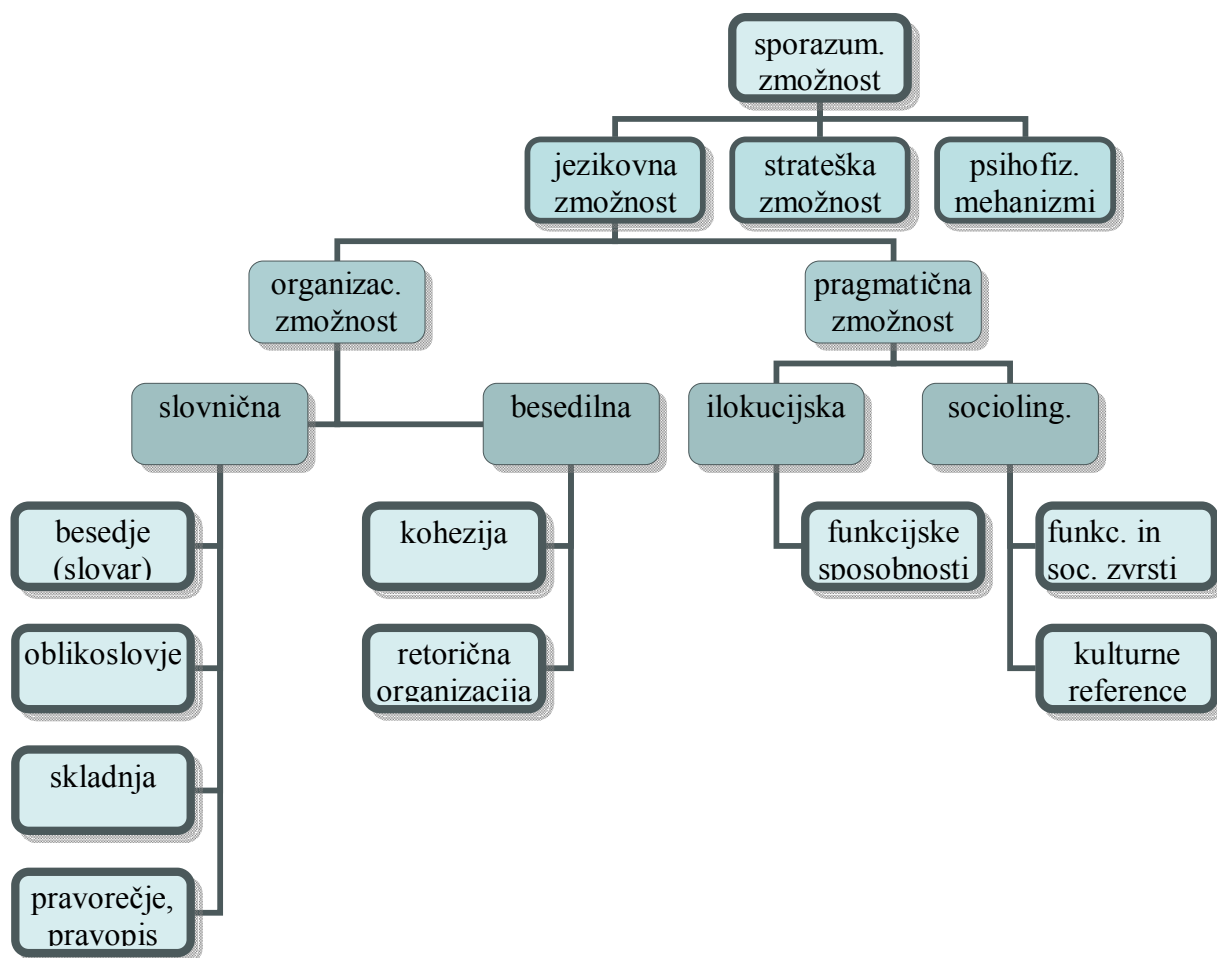 sporazum.
zmožnost
jezikovna
zmožnost
strateška
zmožnost
psihofiz.
mehanizmi
organizac.
zmožnost
pragmatična
zmožnost
slovnična
besedilna
ilokucijska
socioling.
besedje
(slovar)
kohezija
funkcijske
sposobnosti
funkc. in
soc. zvrsti
oblikoslovje
retorična
organizacija
kulturne
reference
skladnja
pravorečje,
pravopis